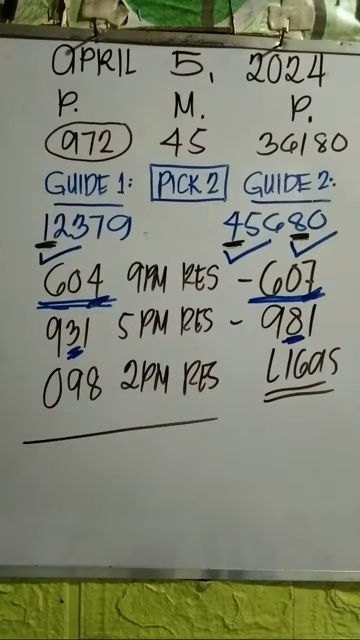 APRIL 5, 2024
P. M. P.
972 45 36180
GUIDE 1: PICK 2 GUIDE 2:
12379 45680
604 9PM RES - 607
931 5PM RES - 981
098 2PM RES LIGAS